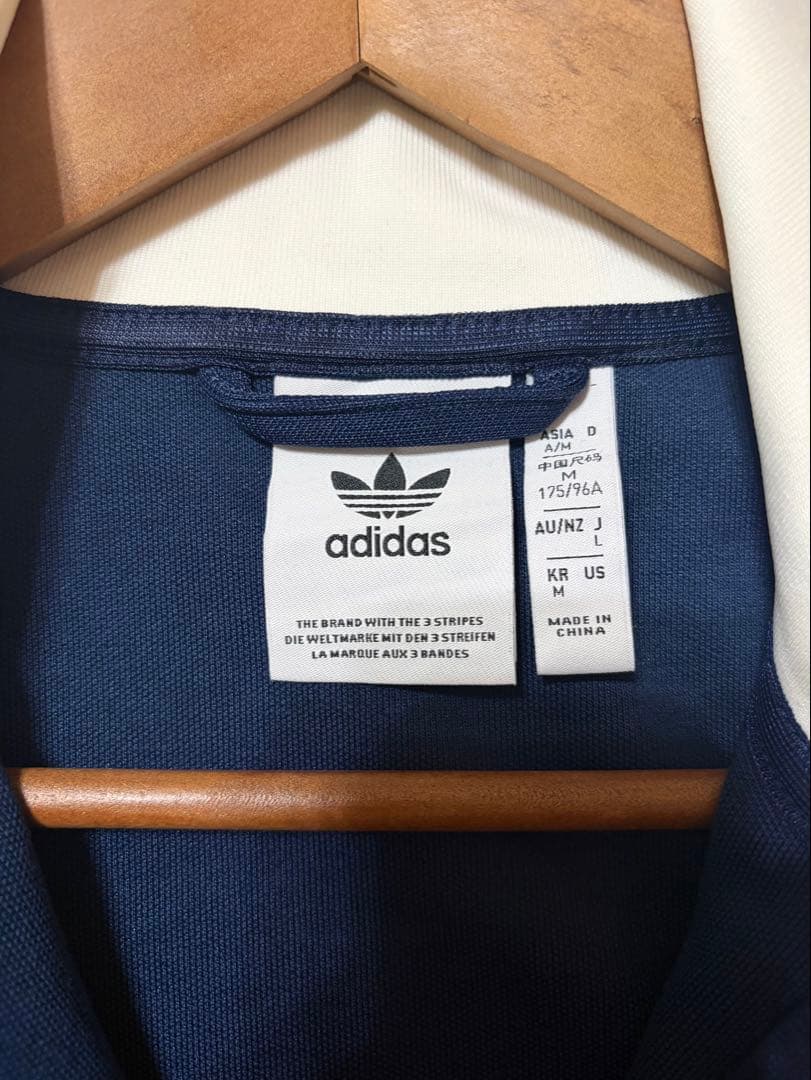 adidas
THE BRAND WITH THE 3 STRIPES
DIE WELTMARKE MIT DEN 3 STREIFEN
LA MARQUE AUX 3 BANDES
ASIA D
A/M
中国尺码
M
175/96A
AU/NZ J
L
KR US
M
MADE IN
CHINA